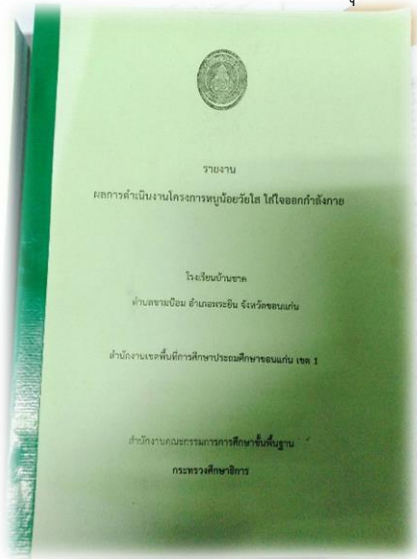 รายงาน
ผลการดำเนินงานโครงการหนูน้อยวัยใส ใส่ใจออกกำลังกาย
โรงเรียนบ้านชาด
ตำบลขามป้อม อำเภอพระยืน จังหวัดขอนแก่น
สำนักงานเขตพื้นที่การศึกษาประถมศึกษาขอนแก่น เขต 1
สำนักงานคณะกรรมการการศึกษาขั้นพื้นฐาน
กระทรวงศึกษาธิการ